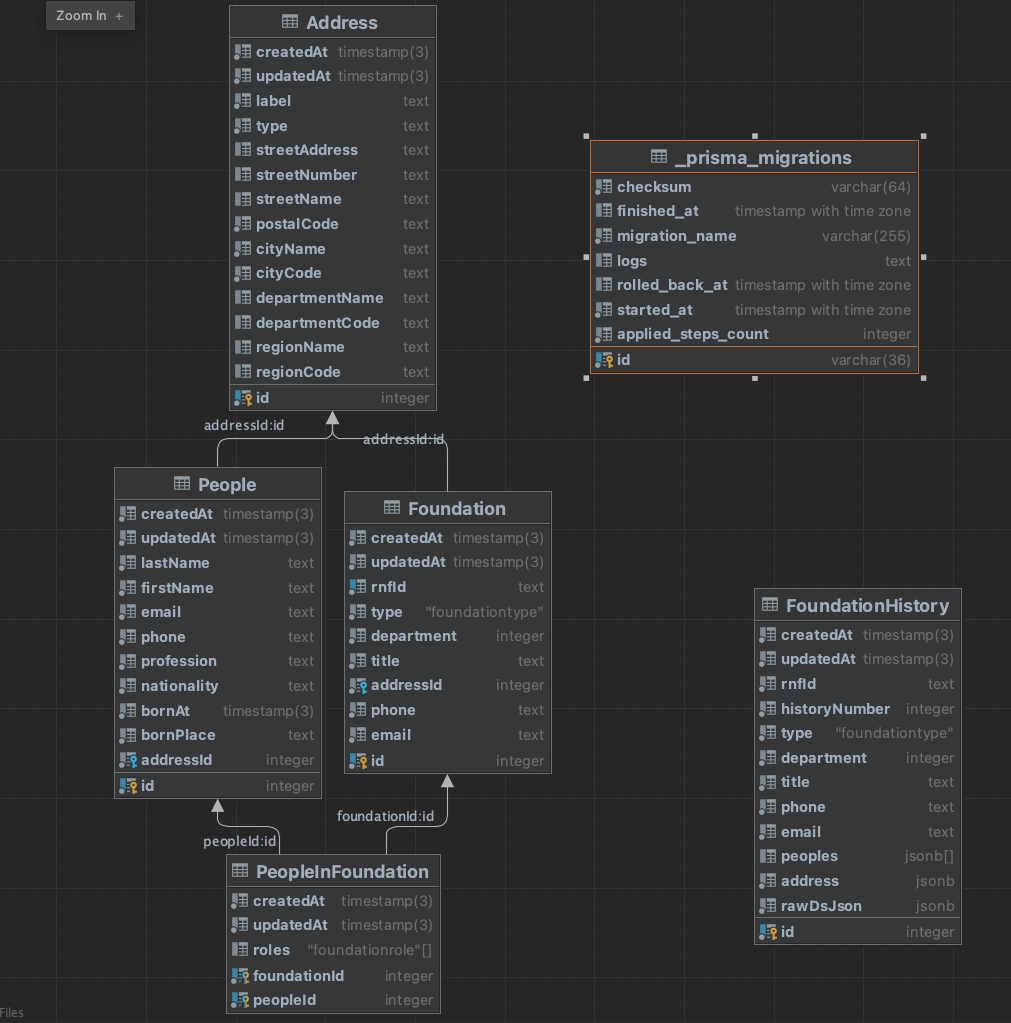 Zoom In +
Address
createdAt timestamp(3)
updatedAt timestamp(3)
label text
type text
streetAddress text
streetNumber text
streetName text
postalCode text
cityName text
cityCode text
departmentName text
departmentCode text
regionName text
regionCode text
id integer
_prisma_migrations
checksum varchar(64)
finished_at timestamp with time zone
migration_name varchar(255)
logs text
rolled_back_at timestamp with time zone
started_at timestamp with time zone
applied_steps_count integer
id varchar(36)
addressId:id
addressId:id
People
createdAt timestamp(3)
updatedAt timestamp(3)
lastName text
firstName text
email text
phone text
profession text
nationality text
bornAt timestamp(3)
bornPlace text
addressId integer
id integer
Foundation
createdAt timestamp(3)
updatedAt timestamp(3)
rnfId text
type "foundationtype"
department integer
title text
addressId integer
phone text
email text
id integer
FoundationHistory
createdAt timestamp(3)
updatedAt timestamp(3)
rnfId text
historyNumber integer
type "foundationtype"
department integer
title text
phone text
email text
peoples jsonb[]
address jsonb
rawDsJson jsonb
id integer
foundationId:id
peopleId:id
PeopleInFoundation
createdAt timestamp(3)
updatedAt timestamp(3)
roles "foundationrole"[]
foundationId integer
peopleId integer
Files